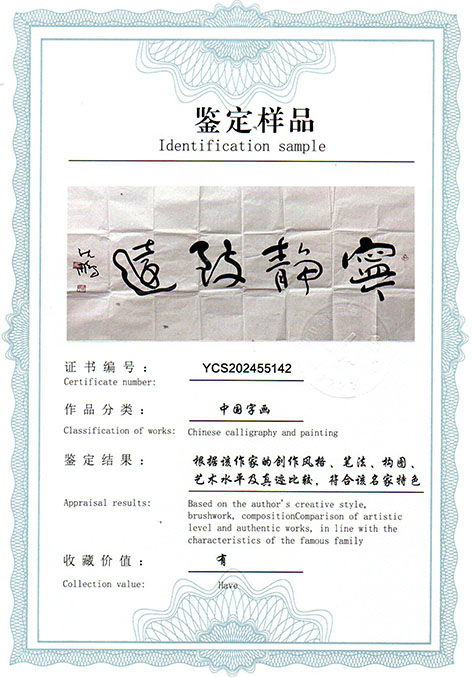 鉴定样品
Identification sample
寧静致遠
沈鹏
证书编号：
YCS202455142
Certificate number:
作品分类：
中国字画
Classification of works:
Chinese calligraphy and painting
鉴定结果：
根据该作家的创作风格、笔法、构图、
艺术水平及真迹比较，符合该名家特色
Appraisal results:
Based on the author's creative style,
brushwork, compositionComparison of artistic
level and authentic works, in line with the
characteristics of the famous family
收藏价值：
有
Collection value:
Have